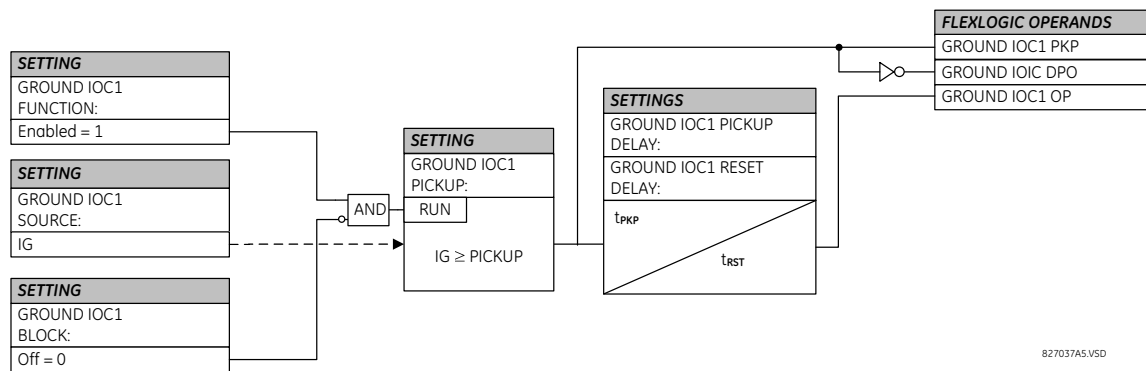 SETTING
GROUND IOC1
FUNCTION:
Enabled = 1
SETTING
GROUND IOC1
SOURCE:
IG
SETTING
GROUND IOC1
BLOCK:
Off = 0
AND
SETTING
GROUND IOC1
PICKUP:
RUN
IG ≥ PICKUP
SETTINGS
GROUND IOC1 PICKUP
DELAY:
GROUND IOC1 RESET
DELAY:
tPKP
tRST
FLEXLOGIC OPERANDS
GROUND IOC1 PKP
GROUND IOIC DPO
GROUND IOC1 OP
827037A5.VSD